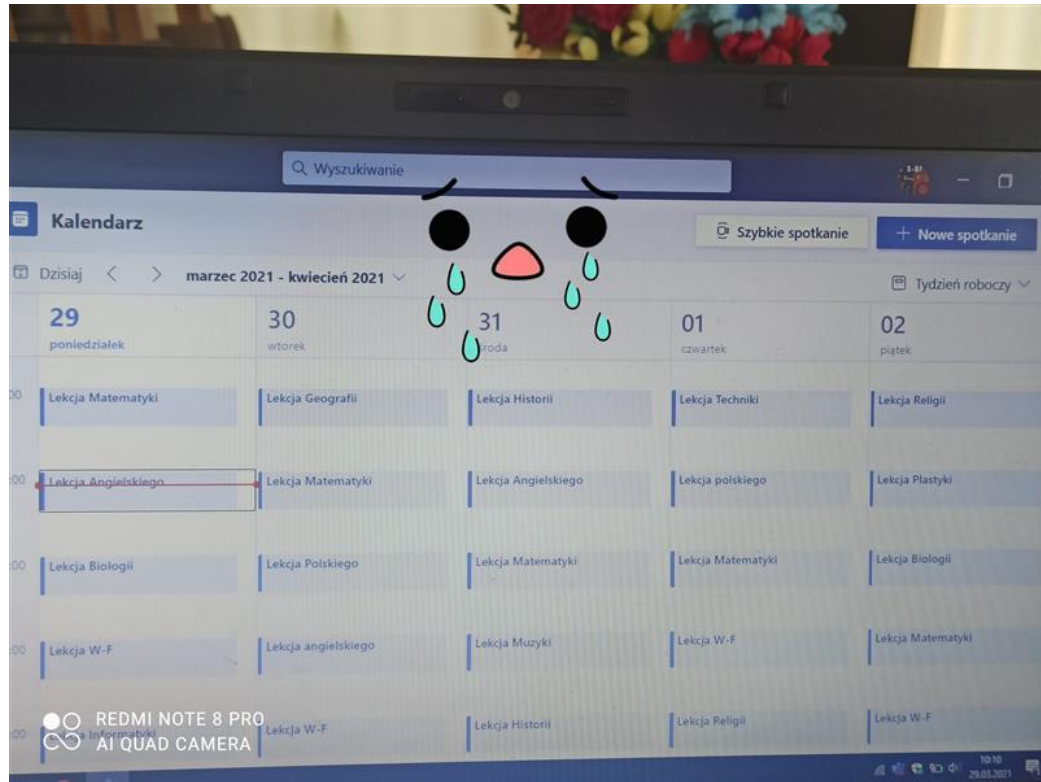 Wyszukiwanie
Kalendarz
Szybkie spotkanie
+ Nowe spotkanie
Dzisiaj < > marzec 2021 - kwiecień 2021
Tydzień roboczy
29 30 31 01 02
poniedziałek wtorek środa czwartek piątek
Lekcja Matematyki Lekcja Geografii Lekcja Historii Lekcja Techniki Lekcja Religii
Lekcja Angielskiego Lekcja Matematyki Lekcja Angielskiego Lekcja polskiego Lekcja Plastyki
Lekcja Biologii Lekcja Polskiego Lekcja Matematyki Lekcja Matematyki Lekcja Biologii
Lekcja W-F Lekcja angielskiego Lekcja Muzyki Lekcja W-F Lekcja Matematyki
Informatyki Lekcja W-F Lekcja Historii Lekcja Religii Lekcja W-F
REDMI NOTE 8 PRO
AI QUAD CAMERA
10:10
29.03.2021